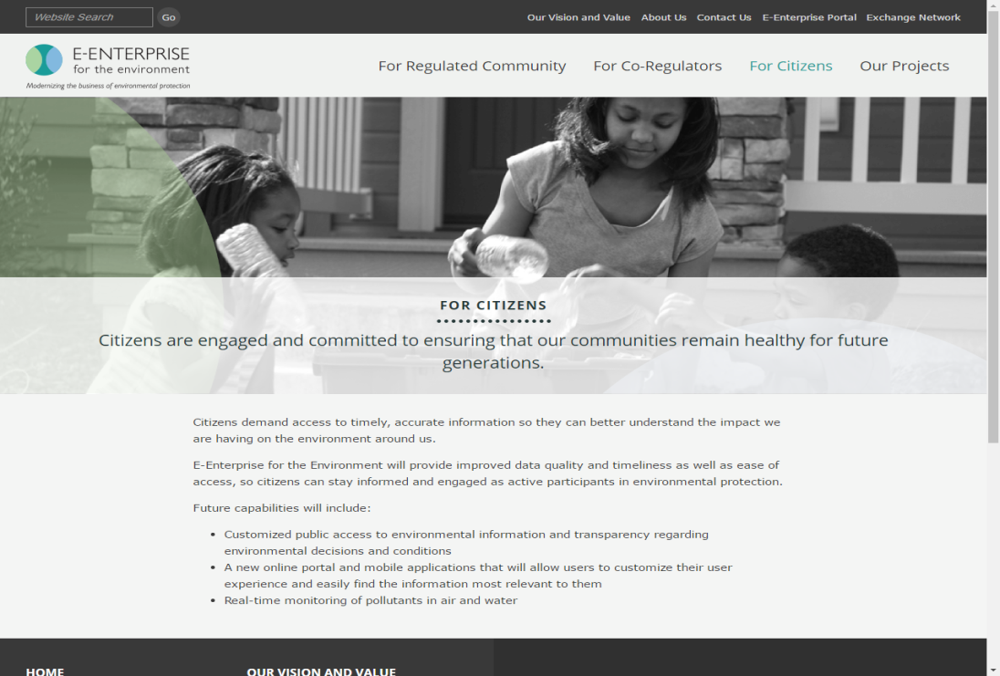 Website Search
Go
Our Vision and Value About Us Contact Us E-Enterprise Portal Exchange Network
E-ENTERPRISE
for the environment
Modernizing the business of environmental protection
For Regulated Community For Co-Regulators For Citizens Our Projects
FOR CITIZENS
Citizens are engaged and committed to ensuring that our communities remain healthy for future
generations.
Citizens demand access to timely, accurate information so they can better understand the impact we
are having on the environment around us.
E-Enterprise for the Environment will provide improved data quality and timeliness as well as ease of
access, so citizens can stay informed and engaged as active participants in environmental protection.
Future capabilities will include:
• Customized public access to environmental information and transparency regarding
environmental decisions and conditions
• A new online portal and mobile applications that will allow users to customize their user
experience and easily find the information most relevant to them
• Real-time monitoring of pollutants in air and water
HOME
OUR VISION AND VALUE